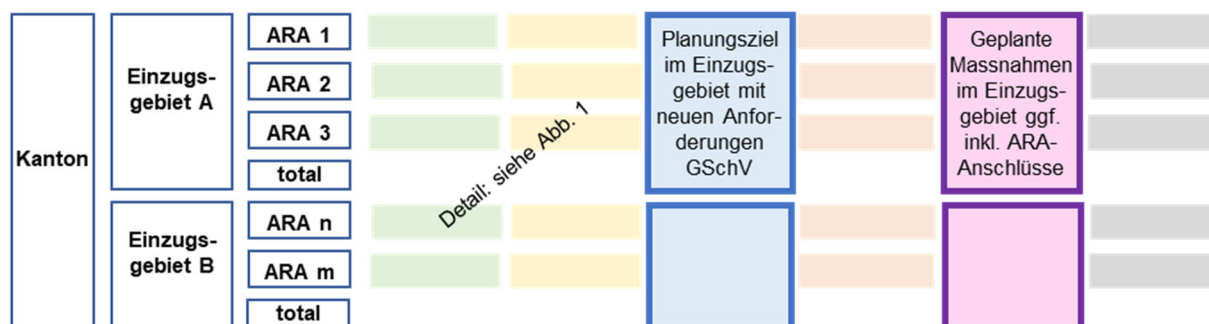 Kanton
Einzugs-
gebiet A
ARA 1
ARA 2
ARA 3
total
Einzugs-
gebiet B
ARA n
ARA m
total
Detail: siehe Abb. 1
Planungsziel
im Einzugs-
gebiet mit
neuen Anfor-
derungen
GSchV
Geplante
Massnahmen
im Einzugs-
gebiet ggf.
inkl. ARA-
Anschlüsse